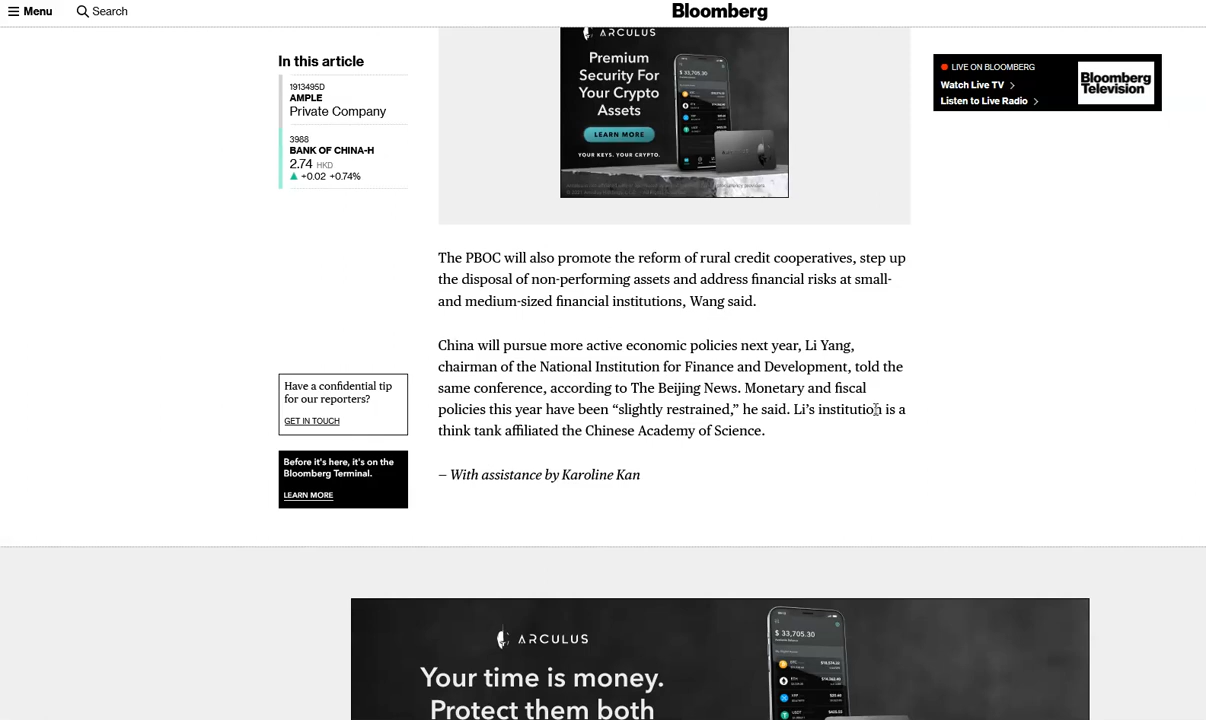 Menu
Search
Bloomberg
In this article
1913495D
AMPLE
Private Company
3988
BANK OF CHINA-H
2.74 HKD
+0.02 +0.74%
ARCULUS
Premium
Security For
Your Crypto
Assets
LEARN MORE
YOUR KEYS. YOUR CRYPTO.
$ 33,705.30
LIVE ON BLOOMBERG
Watch Live TV
Listen to Live Radio
Bloomberg
Television
The PBOC will also promote the reform of rural credit cooperatives, step up
the disposal of non-performing assets and address financial risks at small-
and medium-sized financial institutions, Wang said.
China will pursue more active economic policies next year, Li Yang,
chairman of the National Institution for Finance and Development, told the
same conference, according to The Beijing News. Monetary and fiscal
policies this year have been “slightly restrained,” he said. Li’s institution is a
think tank affiliated the Chinese Academy of Science.
– With assistance by Karoline Kan
Have a confidential tip
for our reporters?
GET IN TOUCH
Before it's here, it's on the
Bloomberg Terminal.
LEARN MORE
ARCULUS
Your time is money.
Protect them both
$ 33,705.30